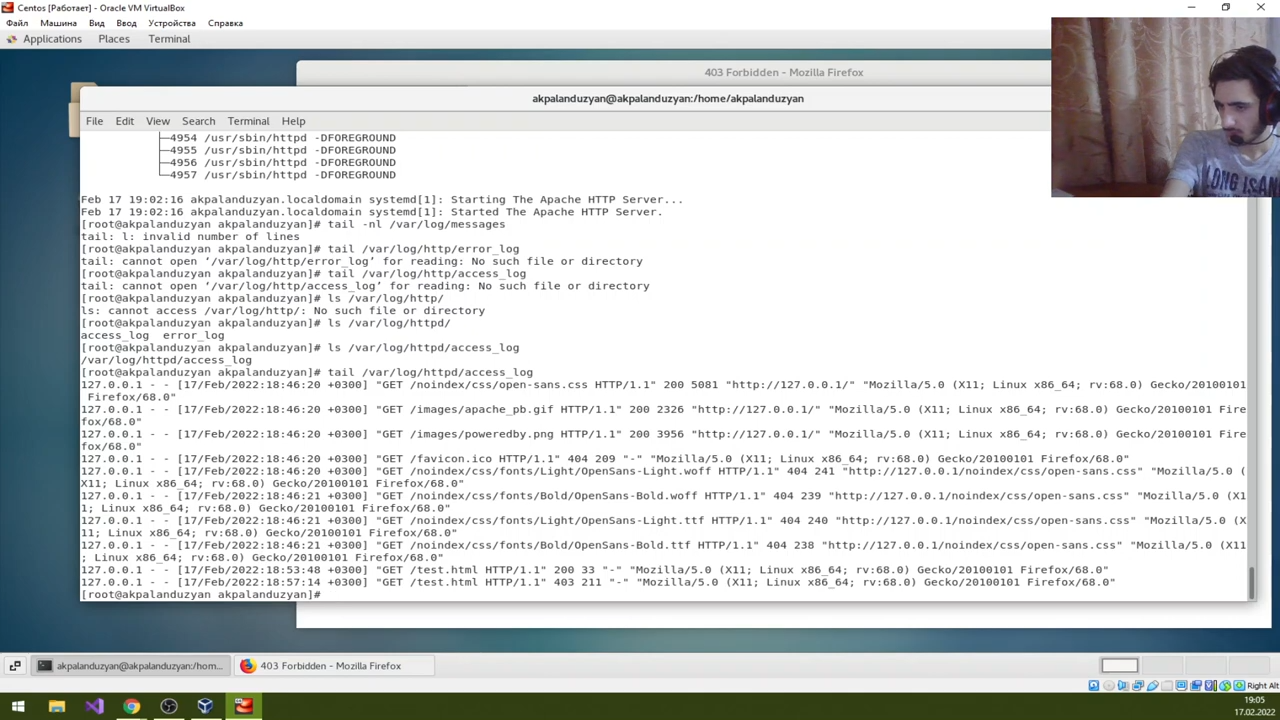 Centos [Работает] - Oracle VM VirtualBox
Файл Машина Вид Ввод Устройства Справка
Applications Places Terminal
403 Forbidden - Mozilla Firefox
akpalanduzyan@akpalanduzyan:/home/akpalanduzyan
File Edit View Search Terminal Help
├─4954 /usr/sbin/httpd -DFOREGROUND
├─4955 /usr/sbin/httpd -DFOREGROUND
├─4956 /usr/sbin/httpd -DFOREGROUND
└─4957 /usr/sbin/httpd -DFOREGROUND
Feb 17 19:02:16 akpalanduzyan.localdomain systemd[1]: Starting The Apache HTTP Server...
Feb 17 19:02:16 akpalanduzyan.localdomain systemd[1]: Started The Apache HTTP Server.
[root@akpalanduzyan akpalanduzyan]# tail -nl /var/log/messages
tail: l: invalid number of lines
[root@akpalanduzyan akpalanduzyan]# tail /var/log/http/error_log
tail: cannot open ‘/var/log/http/error_log’ for reading: No such file or directory
[root@akpalanduzyan akpalanduzyan]# tail /var/log/http/access_log
tail: cannot open ‘/var/log/http/access_log’ for reading: No such file or directory
[root@akpalanduzyan akpalanduzyan]# ls /var/log/http/
ls: cannot access /var/log/http/: No such file or directory
[root@akpalanduzyan akpalanduzyan]# ls /var/log/httpd/
access_log error_log
[root@akpalanduzyan akpalanduzyan]# ls /var/log/httpd/access_log
/var/log/httpd/access_log
[root@akpalanduzyan akpalanduzyan]# tail /var/log/httpd/access_log
127.0.0.1 - - [17/Feb/2022:18:46:20 +0300] "GET /noindex/css/open-sans.css HTTP/1.1" 200 5081 "http://127.0.0.1/" "Mozilla/5.0 (X11; Linux x86_64; rv:68.0) Gecko/20100101
Firefox/68.0"
127.0.0.1 - - [17/Feb/2022:18:46:20 +0300] "GET /images/apache_pb.gif HTTP/1.1" 200 2326 "http://127.0.0.1/" "Mozilla/5.0 (X11; Linux x86_64; rv:68.0) Gecko/20100101 Fire
fox/68.0"
127.0.0.1 - - [17/Feb/2022:18:46:20 +0300] "GET /images/poweredby.png HTTP/1.1" 200 3956 "http://127.0.0.1/" "Mozilla/5.0 (X11; Linux x86_64; rv:68.0) Gecko/20100101 Fire
fox/68.0"
127.0.0.1 - - [17/Feb/2022:18:46:20 +0300] "GET /favicon.ico HTTP/1.1" 404 209 "-" "Mozilla/5.0 (X11; Linux x86_64; rv:68.0) Gecko/20100101 Firefox/68.0"
127.0.0.1 - - [17/Feb/2022:18:46:21 +0300] "GET /noindex/css/fonts/Light/OpenSans-Light.woff HTTP/1.1" 404 241 "http://127.0.0.1/noindex/css/open-sans.css" "Mozilla/5.0 (
X11; Linux x86_64; rv:68.0) Gecko/20100101 Firefox/68.0"
127.0.0.1 - - [17/Feb/2022:18:46:21 +0300] "GET /noindex/css/fonts/Bold/OpenSans-Bold.woff HTTP/1.1" 404 239 "http://127.0.0.1/noindex/css/open-sans.css" "Mozilla/5.0 (X1
1; Linux x86_64; rv:68.0) Gecko/20100101 Firefox/68.0"
127.0.0.1 - - [17/Feb/2022:18:46:21 +0300] "GET /noindex/css/fonts/Light/OpenSans-Light.ttf HTTP/1.1" 404 240 "http://127.0.0.1/noindex/css/open-sans.css" "Mozilla/5.0 (X
11; Linux x86_64; rv:68.0) Gecko/20100101 Firefox/68.0"
127.0.0.1 - - [17/Feb/2022:18:46:21 +0300] "GET /noindex/css/fonts/Bold/OpenSans-Bold.ttf HTTP/1.1" 404 238 "http://127.0.0.1/noindex/css/open-sans.css" "Mozilla/5.0 (X11
; Linux x86_64; rv:68.0) Gecko/20100101 Firefox/68.0"
127.0.0.1 - - [17/Feb/2022:18:53:48 +0300] "GET /test.html HTTP/1.1" 200 33 "-" "Mozilla/5.0 (X11; Linux x86_64; rv:68.0) Gecko/20100101 Firefox/68.0"
127.0.0.1 - - [17/Feb/2022:18:57:14 +0300] "GET /test.html HTTP/1.1" 403 211 "-" "Mozilla/5.0 (X11; Linux x86_64; rv:68.0) Gecko/20100101 Firefox/68.0"
[root@akpalanduzyan akpalanduzyan]#
akpalanduzyan@akpalanduzyan:/hom...
403 Forbidden - Mozilla Firefox
Right Alt
19:05
17.02.2022
LONG